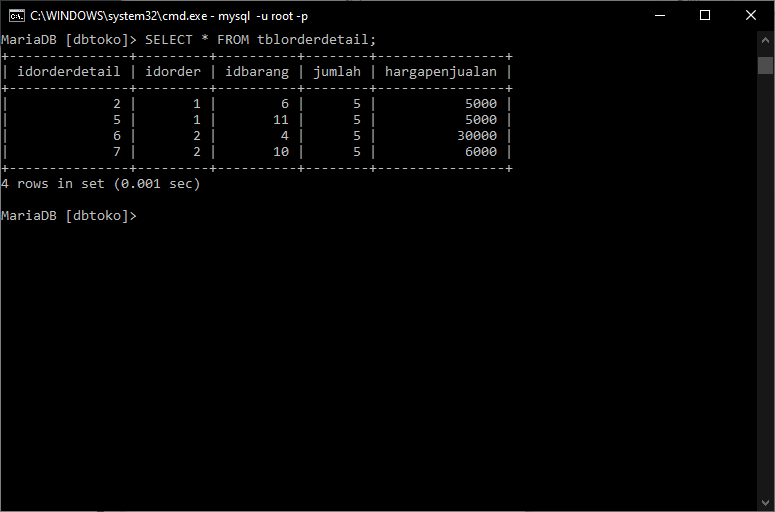 C:\WINDOWS\system32\cmd.exe - mysql  -u root -p
MariaDB [dbtoko]> SELECT * FROM tblorderdetail;
+---------------+---------+----------+--------+----------------+
| idorderdetail | idorder | idbarang | jumlah | hargapenjualan |
+---------------+---------+----------+--------+----------------+
|             2 |       1 |        6 |      5 |           5000 |
|             5 |       1 |       11 |      5 |           5000 |
|             6 |       2 |        4 |      5 |          30000 |
|             7 |       2 |       10 |      5 |           6000 |
+---------------+---------+----------+--------+----------------+
4 rows in set (0.001 sec)
MariaDB [dbtoko]>